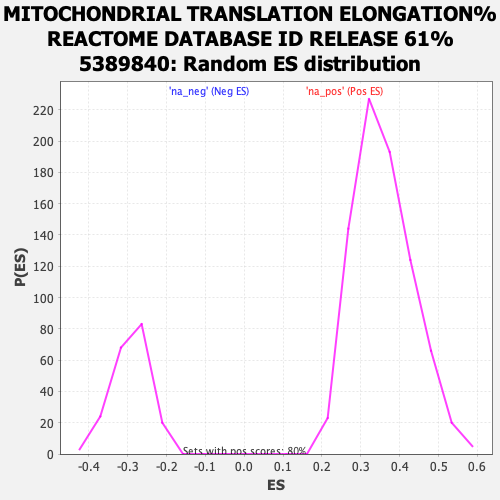 MITOCHONDRIAL TRANSLATION ELONGATION%
REACTOME DATABASE ID RELEASE 61%
5389840: Random ES distribution
'na_neg' (Neg ES) 'na_pos' (Pos ES)
220
200
180
160
140
120
100
80
60
40
20
0
P(ES)
Sets with pos scores: 80%
-0.4 -0.3 -0.2 -0.1 0.0 0.1 0.2 0.3 0.4 0.5 0.6
ES